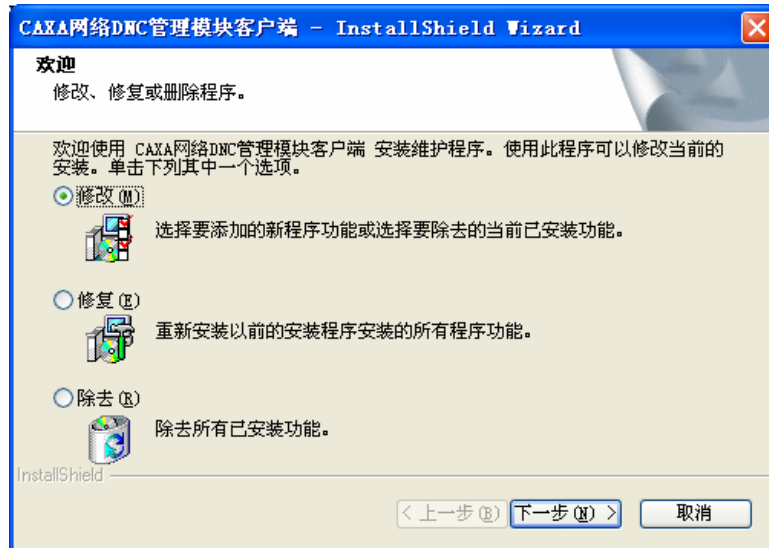 CAXA网络DNC管理模块客户端 - InstallShield Wizard
欢迎
修改、修复或删除程序。
欢迎使用 CAXA网络DNC管理模块客户端 安装维护程序。使用此程序可以修改当前的
安装。单击下列其中一个选项。
修改(M)
选择要添加的新程序功能或选择要除去的当前已安装功能。
修复(E)
重新安装以前的安装程序安装的所有程序功能。
除去(R)
除去所有已安装功能。
InstallShield
< 上一步(B) 下一步(N) > 取消